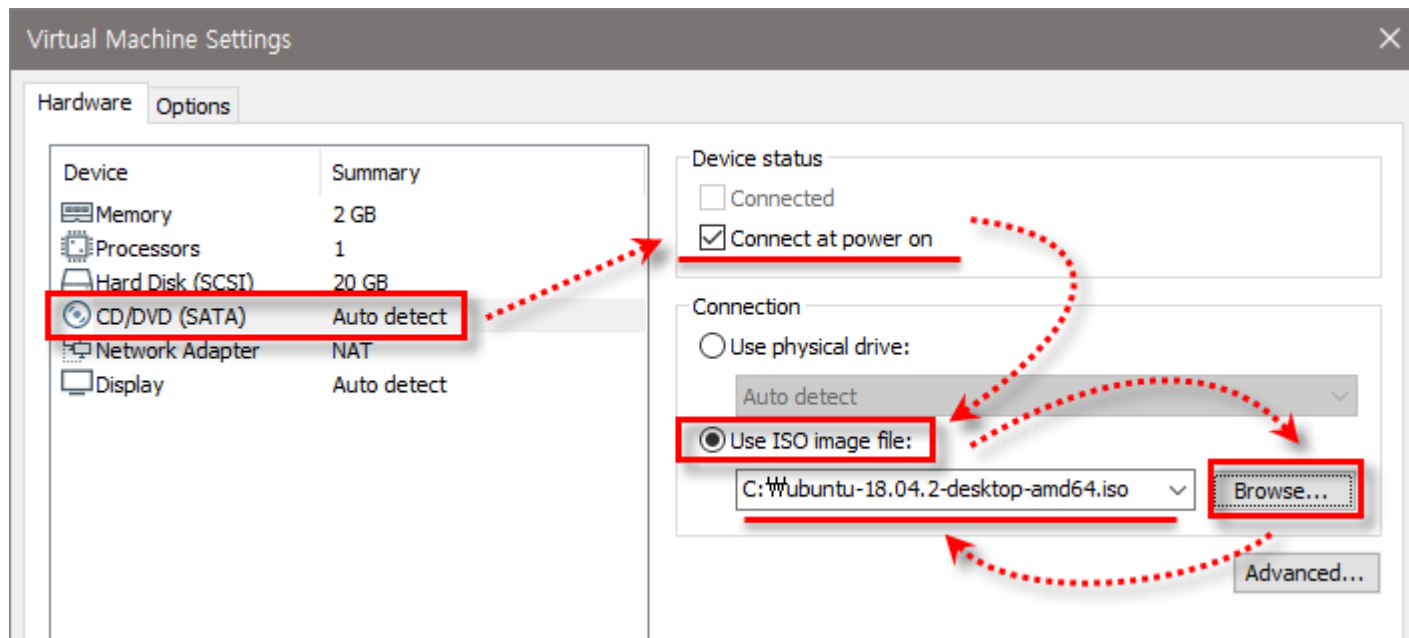 Virtual Machine Settings
Hardware Options
Device Summary
Memory 2 GB
Processors 1
Hard Disk (SCSI) 20 GB
CD/DVD (SATA) Auto detect
Network Adapter NAT
Display Auto detect
Device status
Connected
Connect at power on
Connection
Use physical drive:
Auto detect
Use ISO image file:
C:₩ubuntu-18.04.2-desktop-amd64.iso Browse...
Advanced...